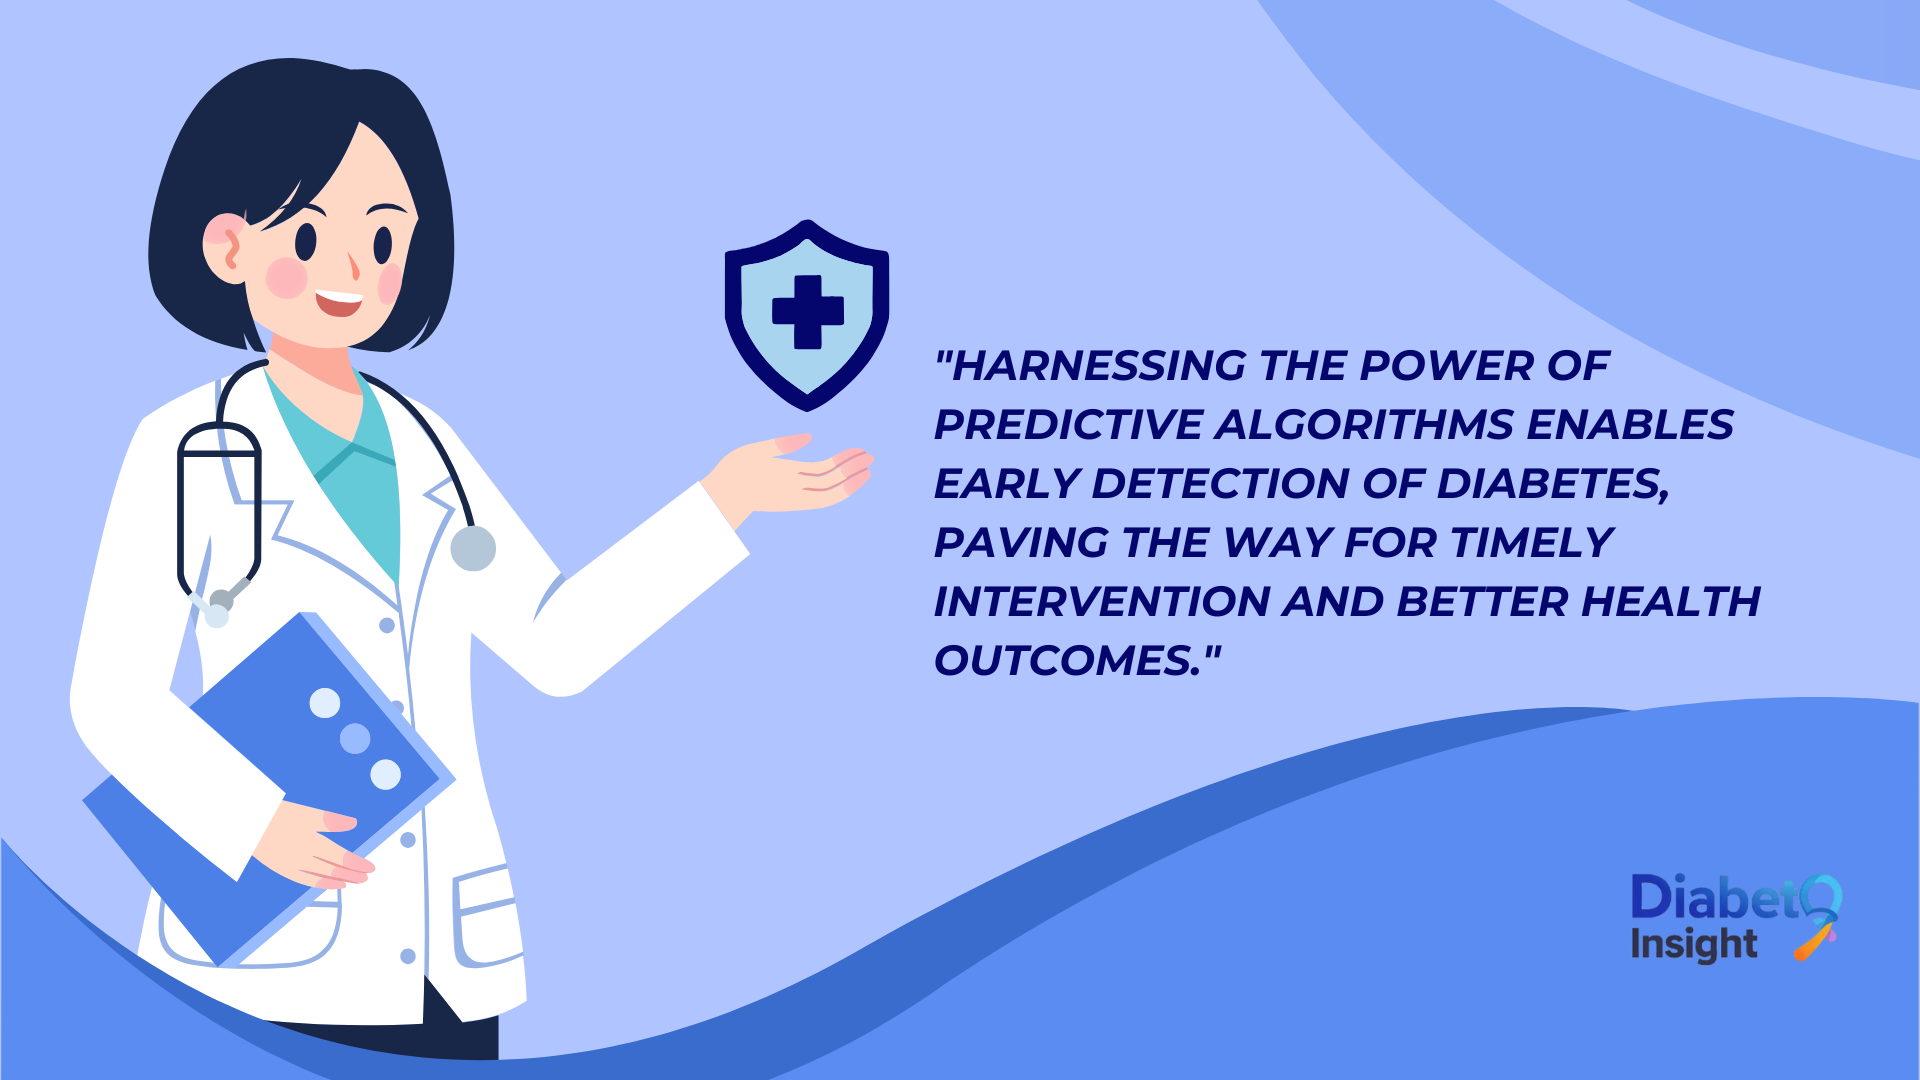 "HARNESSING THE POWER OF
PREDICTIVE ALGORITHMS ENABLES
EARLY DETECTION OF DIABETES,
PAVING THE WAY FOR TIMELY
INTERVENTION AND BETTER HEALTH
OUTCOMES."
Diabeto
Insight